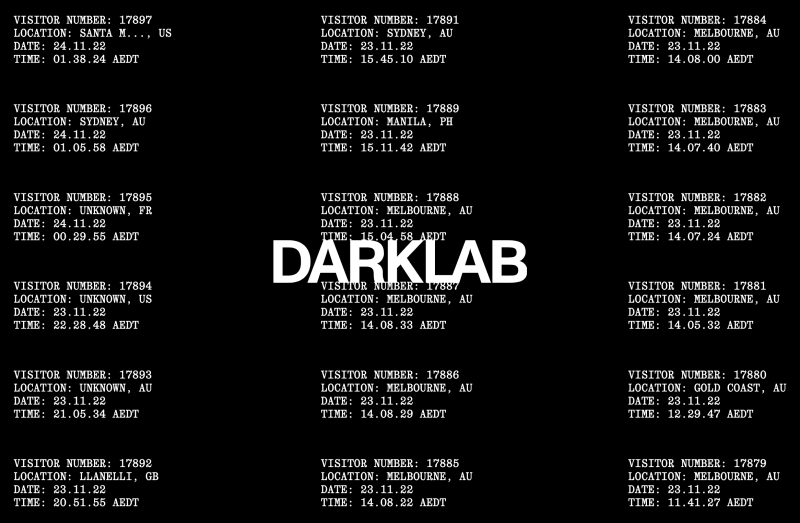 VISITOR NUMBER: 17897
LOCATION: SANTA M..., US
DATE: 24.11.22
TIME: 01.38.24 AEDT
VISITOR NUMBER: 17896
LOCATION: SYDNEY, AU
DATE: 24.11.22
TIME: 01.05.58 AEDT
VISITOR NUMBER: 17895
LOCATION: UNKNOWN, FR
DATE: 24.11.22
TIME: 00.29.55 AEDT
VISITOR NUMBER: 17894
LOCATION: UNKNOWN, US
DATE: 23.11.22
TIME: 22.28.48 AEDT
VISITOR NUMBER: 17893
LOCATION: UNKNOWN, AU
DATE: 23.11.22
TIME: 21.05.34 AEDT
VISITOR NUMBER: 17892
LOCATION: LLANELLI, GB
DATE: 23.11.22
TIME: 20.51.55 AEDT
VISITOR NUMBER: 17891
LOCATION: SYDNEY, AU
DATE: 23.11.22
TIME: 15.45.10 AEDT
VISITOR NUMBER: 17889
LOCATION: MANILA, PH
DATE: 23.11.22
TIME: 15.11.42 AEDT
VISITOR NUMBER: 17888
LOCATION: MELBOURNE, AU
DATE: 23.11.22
TIME: 15.04.58 AEDT
DARKLAB
VISITOR NUMBER: 17887
LOCATION: MELBOURNE, AU
DATE: 23.11.22
TIME: 14.08.33 AEDT
VISITOR NUMBER: 17886
LOCATION: MELBOURNE, AU
DATE: 23.11.22
TIME: 14.08.29 AEDT
VISITOR NUMBER: 17885
LOCATION: MELBOURNE, AU
DATE: 23.11.22
TIME: 14.08.22 AEDT
VISITOR NUMBER: 17884
LOCATION: MELBOURNE, AU
DATE: 23.11.22
TIME: 14.08.00 AEDT
VISITOR NUMBER: 17883
LOCATION: MELBOURNE, AU
DATE: 23.11.22
TIME: 14.07.40 AEDT
VISITOR NUMBER: 17882
LOCATION: MELBOURNE, AU
DATE: 23.11.22
TIME: 14.07.24 AEDT
VISITOR NUMBER: 17881
LOCATION: MELBOURNE, AU
DATE: 23.11.22
TIME: 14.05.32 AEDT
VISITOR NUMBER: 17880
LOCATION: GOLD COAST, AU
DATE: 23.11.22
TIME: 12.29.47 AEDT
VISITOR NUMBER: 17879
LOCATION: MELBOURNE, AU
DATE: 23.11.22
TIME: 11.41.27 AEDT